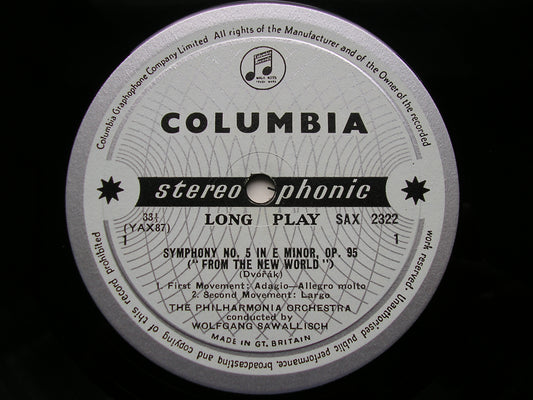 Columbia Graphophone Company Limited. All rights of the Manufacturer and of the Owner of the recorded
work reserved. Unauthorised public performance, broadcasting and copying of this record prohibited
COLUMBIA
stereophonic
33⅓ LONG PLAY SAX 2322
(YAX87)
1 1
SYMPHONY NO. 5 IN E MINOR, OP. 95
("FROM THE NEW WORLD")
(Dvořák)
1. First Movement: Adagio—Allegro molto
2. Second Movement: Largo
THE PHILHARMONIA ORCHESTRA
conducted by
WOLFGANG SAWALLISCH
MADE IN GT. BRITAIN